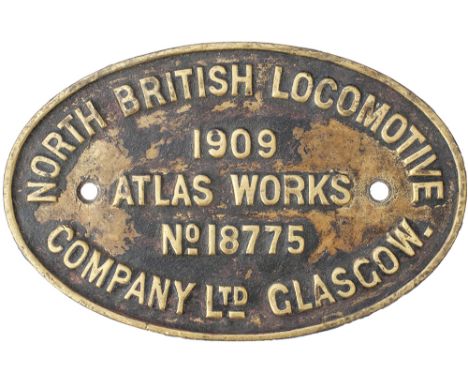 NORTH BRITISH LOCOMOTIVE
1909
ATLAS WORKS
No 18775
COMPANY LTD GLASGOW.